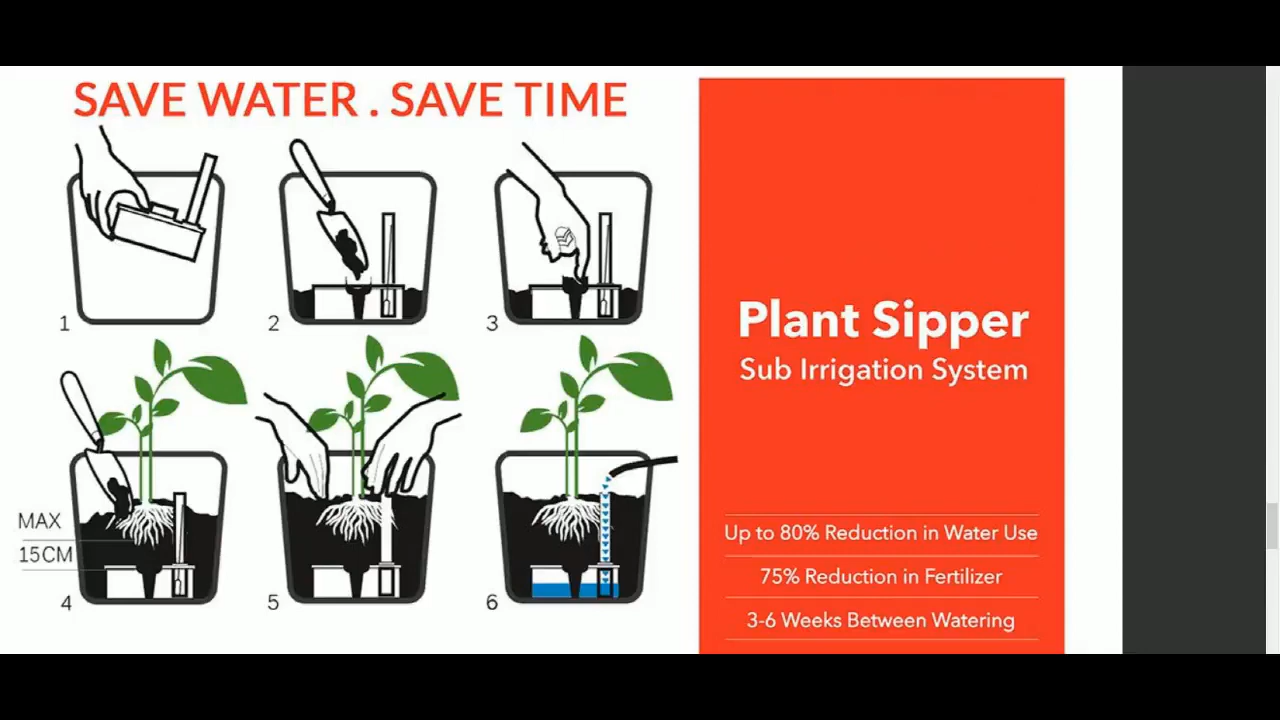 SAVE WATER . SAVE TIME
1
2
3
MAX
15CM
4
5
6
Plant Sipper
Sub Irrigation System
Up to 80% Reduction in Water Use
75% Reduction in Fertilizer
3-6 Weeks Between Watering